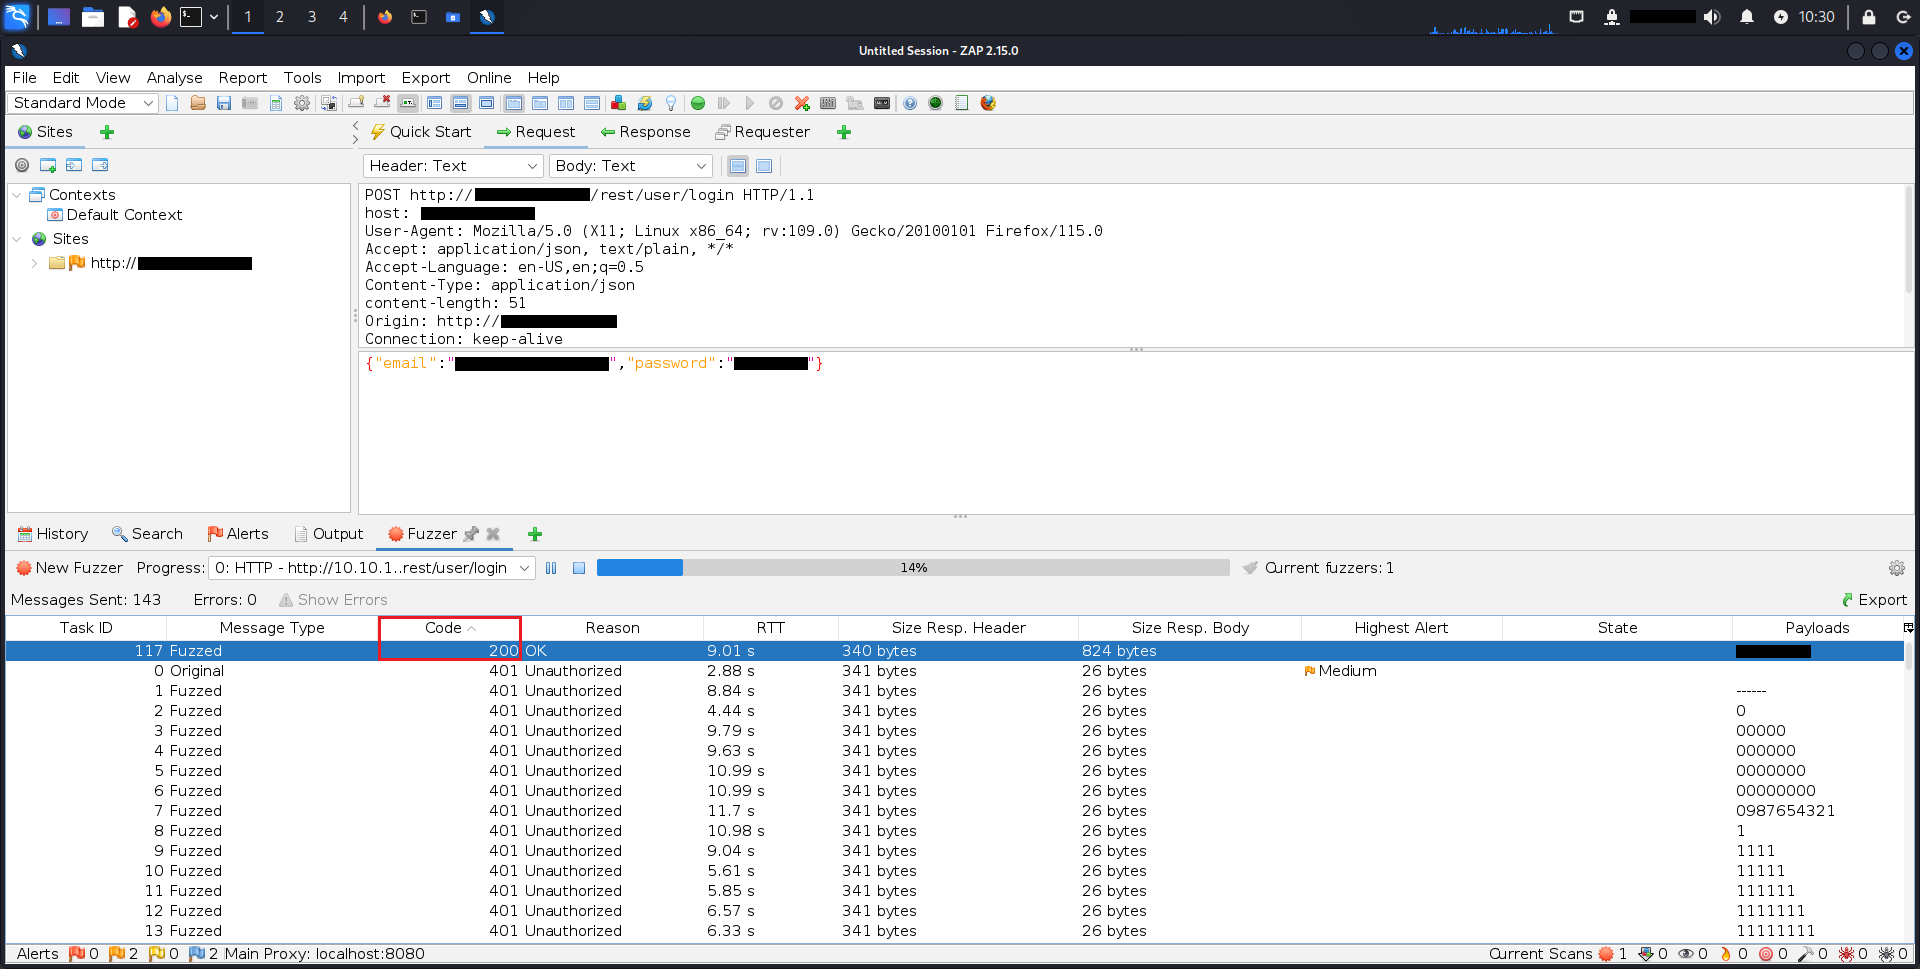 1 2 3 4 10:30
Untitled Session - ZAP 2.15.0
File Edit View Analyse Report Tools Import Export Online Help
Standard Mode
Sites Quick Start Request Response Requester
Header: Text Body: Text
Contexts
Default Context
Sites
http://
POST http:// /rest/user/login HTTP/1.1
host:
User-Agent: Mozilla/5.0 (X11; Linux x86_64; rv:109.0) Gecko/20100101 Firefox/115.0
Accept: application/json, text/plain, */*
Accept-Language: en-US,en;q=0.5
Content-Type: application/json
content-length: 51
Origin: http://
Connection: keep-alive
{"email":" ","password":" "}
History Search Alerts Output Fuzzer
New Fuzzer Progress: 0: HTTP - http://10.10.1..rest/user/login 14% Current fuzzers: 1
Messages Sent: 143 Errors: 0 Show Errors Export
Task ID Message Type Code Reason RTT Size Resp. Header Size Resp. Body Highest Alert State Payloads
117 Fuzzed 200 OK 9.01 s 340 bytes 824 bytes
0 Original 401 Unauthorized 2.88 s 341 bytes 26 bytes Medium
1 Fuzzed 401 Unauthorized 8.84 s 341 bytes 26 bytes ------
2 Fuzzed 401 Unauthorized 4.44 s 341 bytes 26 bytes 0
3 Fuzzed 401 Unauthorized 9.79 s 341 bytes 26 bytes 00000
4 Fuzzed 401 Unauthorized 9.63 s 341 bytes 26 bytes 000000
5 Fuzzed 401 Unauthorized 10.99 s 341 bytes 26 bytes 0000000
6 Fuzzed 401 Unauthorized 10.99 s 341 bytes 26 bytes 00000000
7 Fuzzed 401 Unauthorized 11.7 s 341 bytes 26 bytes 0987654321
8 Fuzzed 401 Unauthorized 10.98 s 341 bytes 26 bytes 1
9 Fuzzed 401 Unauthorized 9.04 s 341 bytes 26 bytes 1111
10 Fuzzed 401 Unauthorized 5.61 s 341 bytes 26 bytes 11111
11 Fuzzed 401 Unauthorized 5.85 s 341 bytes 26 bytes 111111
12 Fuzzed 401 Unauthorized 6.57 s 341 bytes 26 bytes 1111111
13 Fuzzed 401 Unauthorized 6.33 s 341 bytes 26 bytes 11111111
Alerts 0 2 0 2 Main Proxy: localhost:8080 Current Scans 1 0 0 0 0 0 0 0